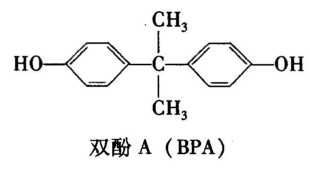 CH₃
HO—C—OH
CH₃
双酚 A（BPA）